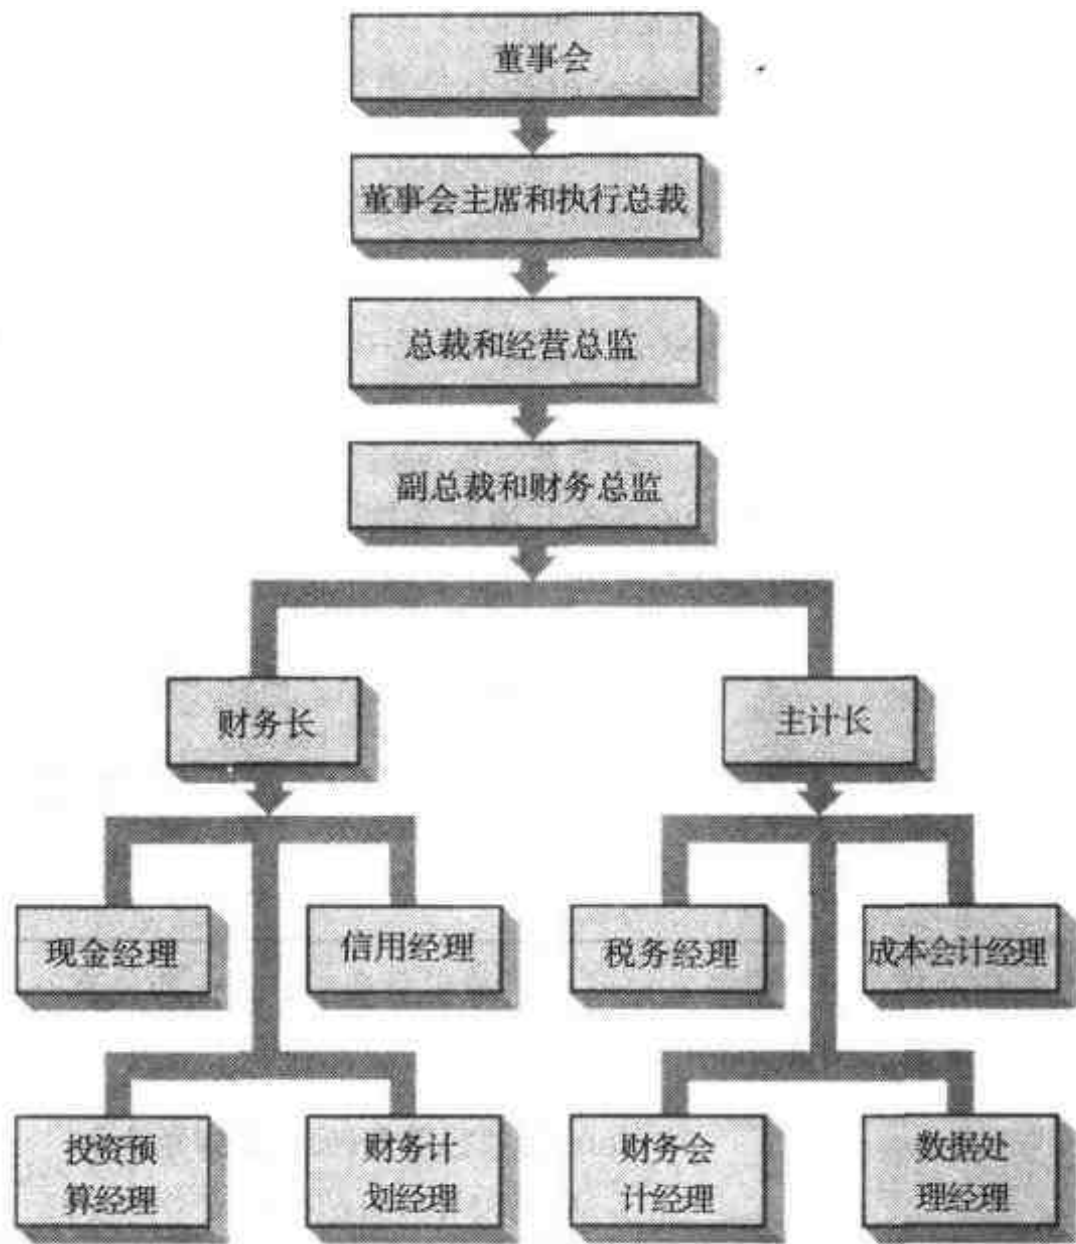 董事会
董事会主席和执行总裁
总裁和经营总监
副总裁和财务总监
财务长
主计长
现金经理
信用经理
税务经理
成本会计经理
投资预
算经理
财务计
划经理
财务会
计经理
数据处
理经理